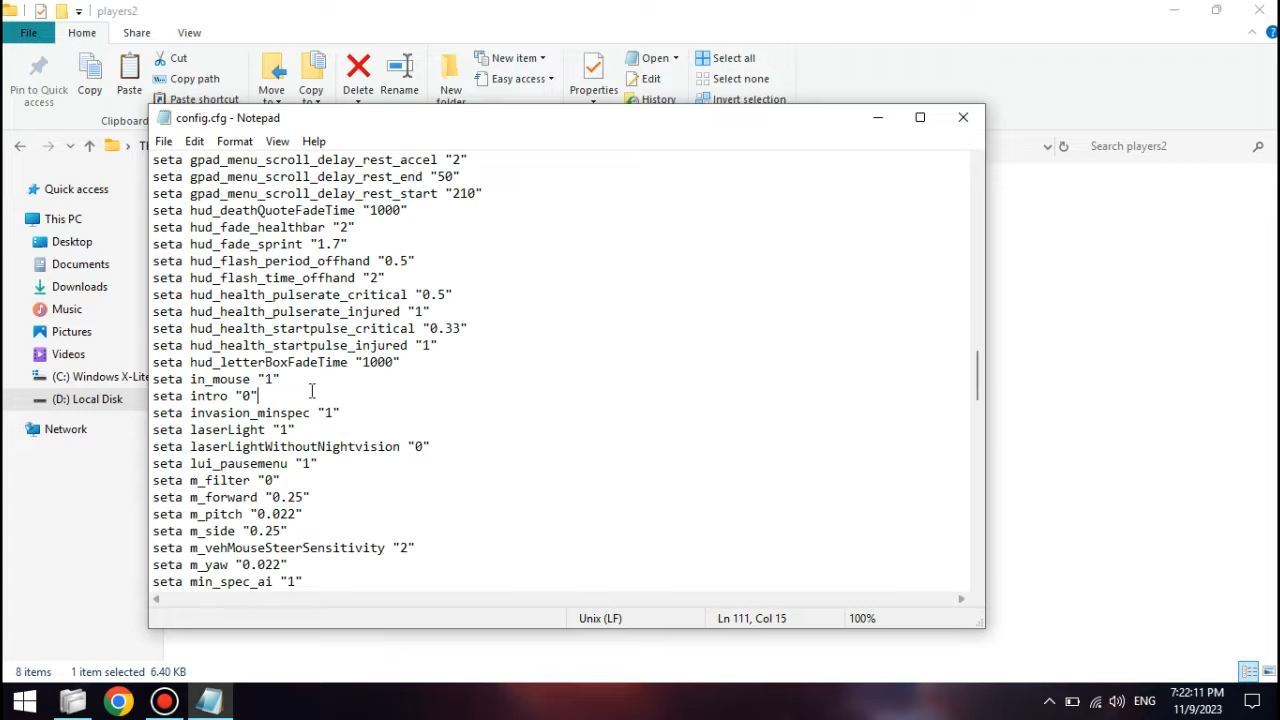 players2
File Home Share View
Pin to Quick access
Copy
Paste
Cut
Copy path
Paste shortcut
Clipboard
Move to
Copy to
Delete
Rename
New folder
New item
Easy access
Properties
Open
Edit
History
Select all
Select none
Invert selection
Search players2
Quick access
This PC
Desktop
Documents
Downloads
Music
Pictures
Videos
(C:) Windows X-Lite
(D:) Local Disk
Network
config.cfg - Notepad
File Edit Format View Help
seta gpad_menu_scroll_delay_rest_accel "2"
seta gpad_menu_scroll_delay_rest_end "50"
seta gpad_menu_scroll_delay_rest_start "210"
seta hud_deathQuoteFadeTime "1000"
seta hud_fade_healthbar "2"
seta hud_fade_sprint "1.7"
seta hud_flash_period_offhand "0.5"
seta hud_flash_time_offhand "2"
seta hud_health_pulserate_critical "0.5"
seta hud_health_pulserate_injured "1"
seta hud_health_startpulse_critical "0.33"
seta hud_health_startpulse_injured "1"
seta hud_letterBoxFadeTime "1000"
seta in_mouse "1"
seta intro "0"
seta invasion_minspec "1"
seta laserLight "1"
seta laserLightWithoutNightvision "0"
seta lui_pausemenu "1"
seta m_filter "0"
seta m_forward "0.25"
seta m_pitch "0.022"
seta m_side "0.25"
seta m_vehMouseSteerSensitivity "2"
seta m_yaw "0.022"
seta min_spec_ai "1"
Unix (LF) Ln 111, Col 15 100%
8 items 1 item selected 6.40 KB
ENG
7:22:11 PM
11/9/2023